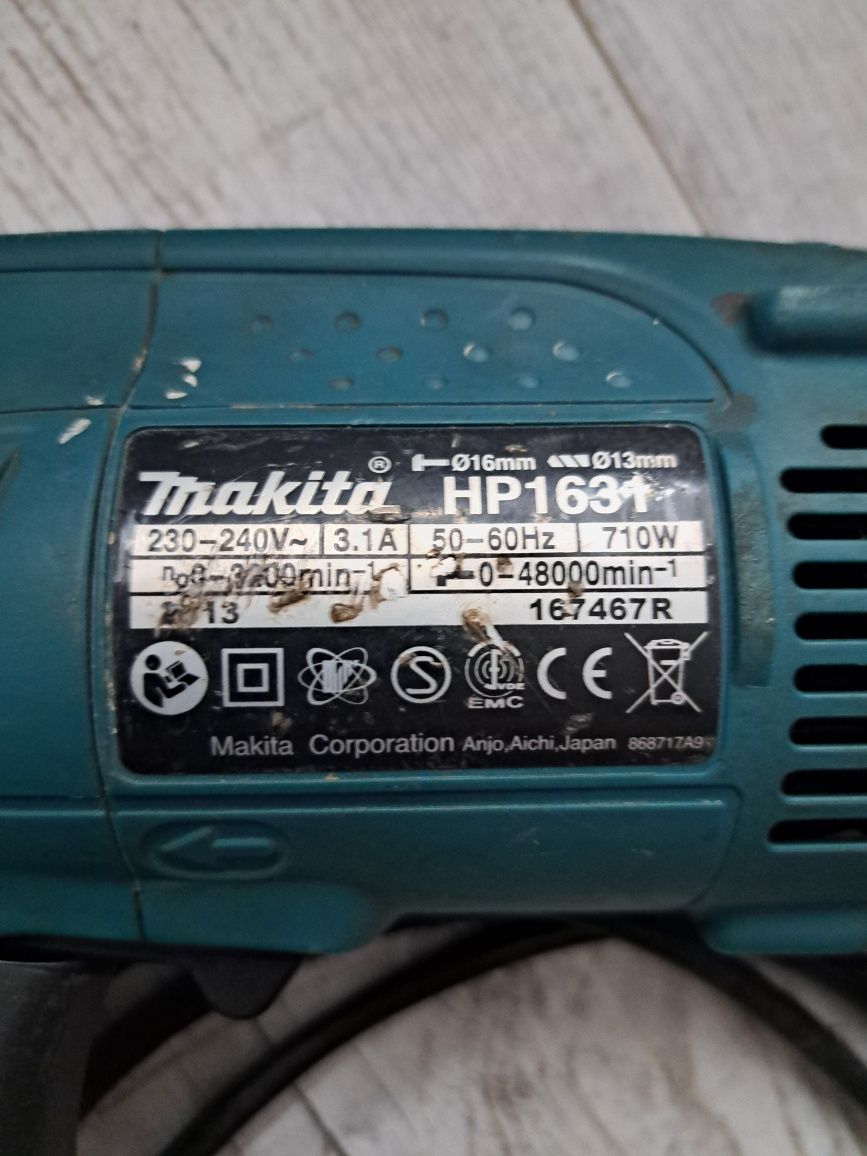 Makita® Ø16mm Ø13mm
HP1631
230-240V~ 3.1A 50-60Hz 710W
0-48000min-1
13 167467R
S VDE
EMC CE
Makita Corporation Anjo,Aichi,Japan 868717A9